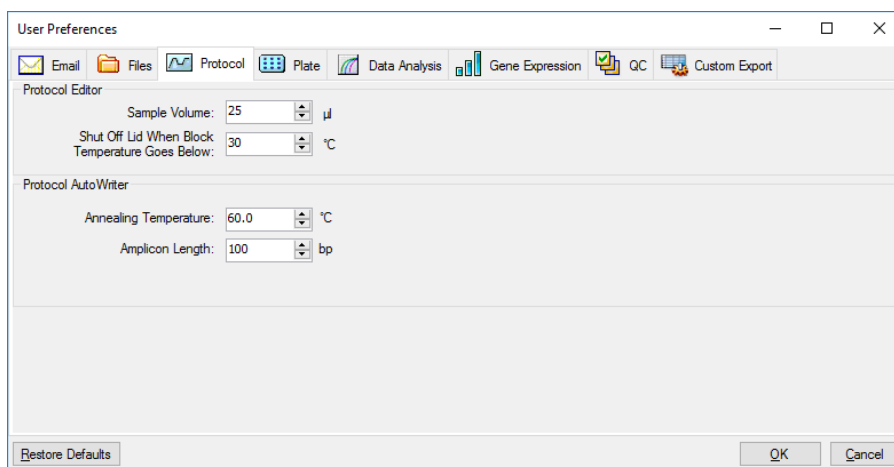 User Preferences
Email Files Protocol Plate Data Analysis Gene Expression QC Custom Export
Protocol Editor
Sample Volume: 25 µl
Shut Off Lid When Block
Temperature Goes Below: 30 °C
Protocol AutoWriter
Annealing Temperature: 60.0 °C
Amplicon Length: 100 bp
Restore Defaults OK Cancel